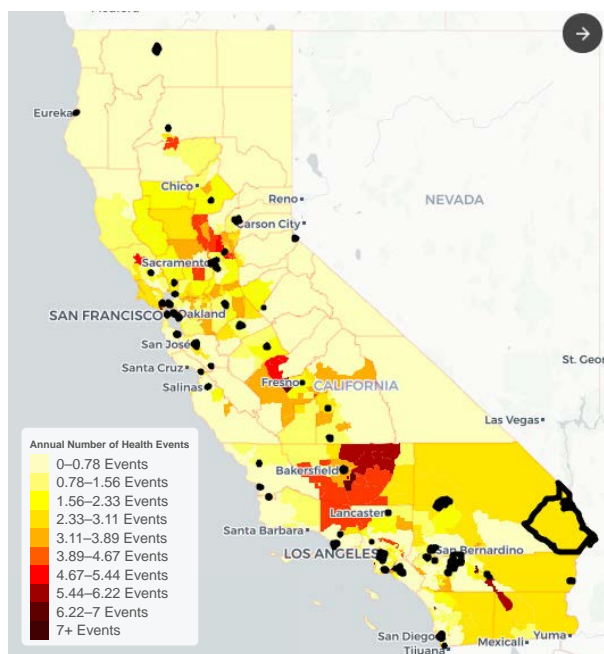 Medford
Eureka
Chico
Reno
Carson City
NEVADA
Sacramento
SAN FRANCISCO
Oakland
San José
Santa Cruz
Salinas
Fresno
CALIFORNIA
St. Geor
Las Vegas
Bakersfield
Lancaster
Santa Barbara
LOS ANGELES
San Bernardino
San Diego
Tijuana
Mexicali
Yuma
Annual Number of Health Events
0–0.78 Events
0.78–1.56 Events
1.56–2.33 Events
2.33–3.11 Events
3.11–3.89 Events
3.89–4.67 Events
4.67–5.44 Events
5.44–6.22 Events
6.22–7 Events
7+ Events